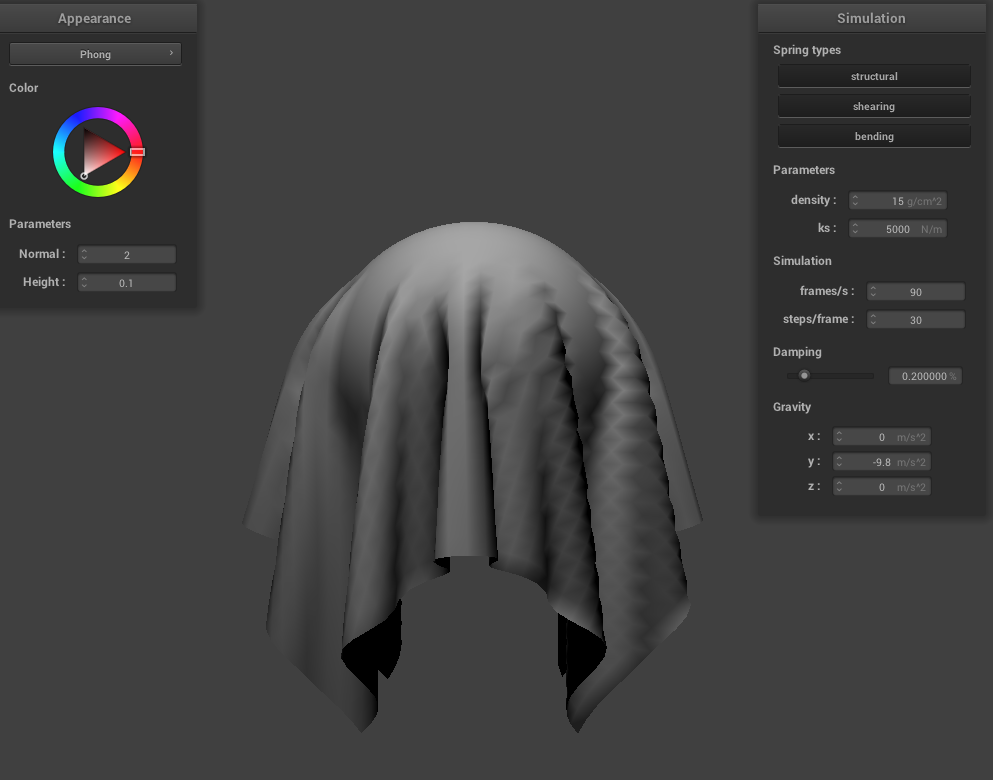 Appearance
Phong
Color
Parameters
Normal : 2
Height : 0.1
Simulation
Spring types
structural
shearing
bending
Parameters
density : 15 g/cm^2
ks : 5000 N/m
Simulation
frames/s : 90
steps/frame : 30
Damping
0.200000 %
Gravity
x : 0 m/s^2
y : -9.8 m/s^2
z : 0 m/s^2